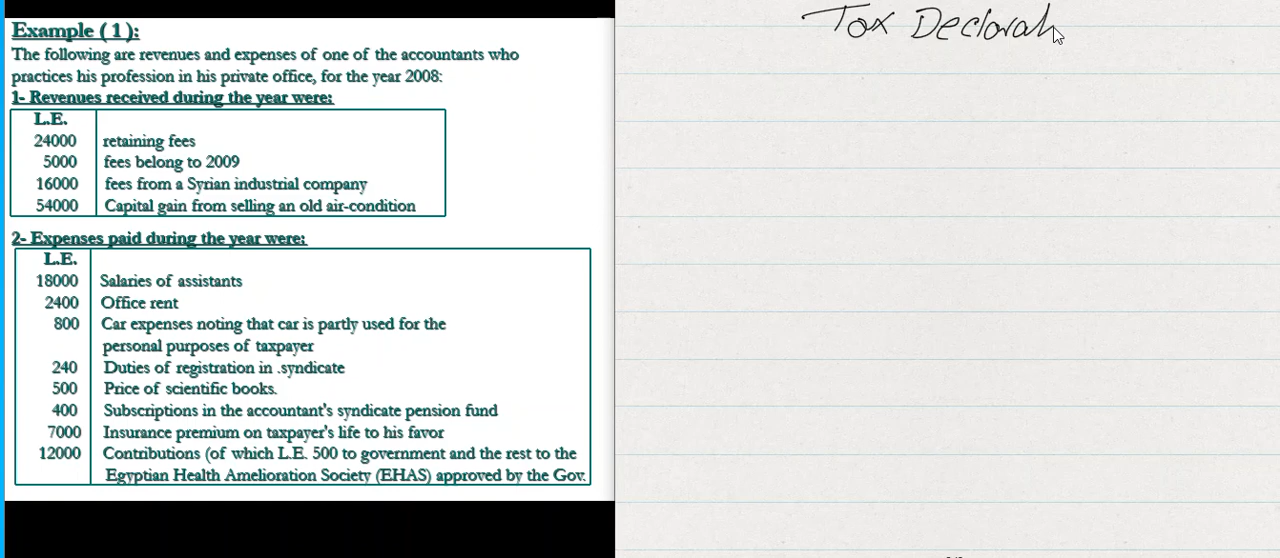 Example ( 1 ):
The following are revenues and expenses of one of the accountants who
practices his profession in his private office, for the year 2008:
1- Revenues received during the year were:
L.E.
24000 retaining fees
5000 fees belong to 2009
16000 fees from a Syrian industrial company
54000 Capital gain from selling an old air-condition
2- Expenses paid during the year were:
L.E.
18000 Salaries of assistants
2400 Office rent
800 Car expenses noting that car is partly used for the
personal purposes of taxpayer
240 Duties of registration in .syndicate
500 Price of scientific books.
400 Subscriptions in the accountant's syndicate pension fund
7000 Insurance premium on taxpayer's life to his favor
12000 Contributions (of which L.E. 500 to government and the rest to the
Egyptian Health Amelioration Society (EHAS) approved by the Gov.
Tax Declarat